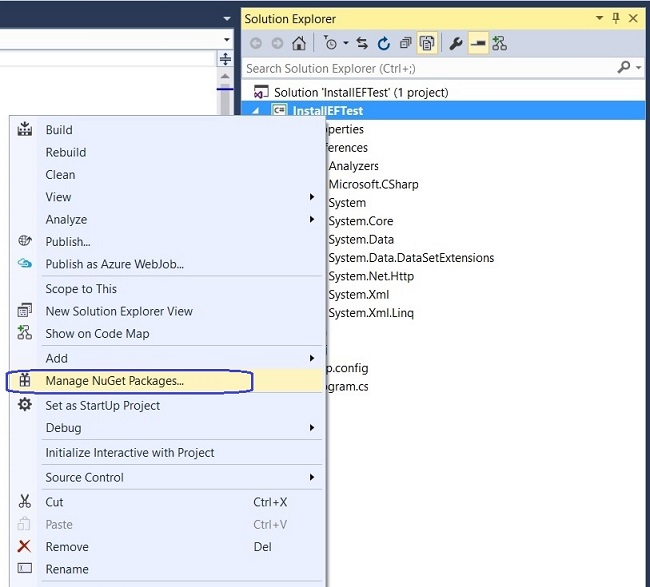 Solution Explorer
Search Solution Explorer (Ctrl+;)
Solution 'InstallEFTest' (1 project)
C# InstallEFTest
operties
ferences
Analyzers
Microsoft.CSharp
System
System.Core
System.Data
System.Data.DataSetExtensions
System.Net.Http
System.Xml
System.Xml.Linq
p.config
gram.cs
Build
Rebuild
Clean
View
Analyze
Publish...
Publish as Azure WebJob...
Scope to This
New Solution Explorer View
Show on Code Map
Add
Manage NuGet Packages...
Set as StartUp Project
Debug
Initialize Interactive with Project
Source Control
Cut Ctrl+X
Paste Ctrl+V
Remove Del
Rename